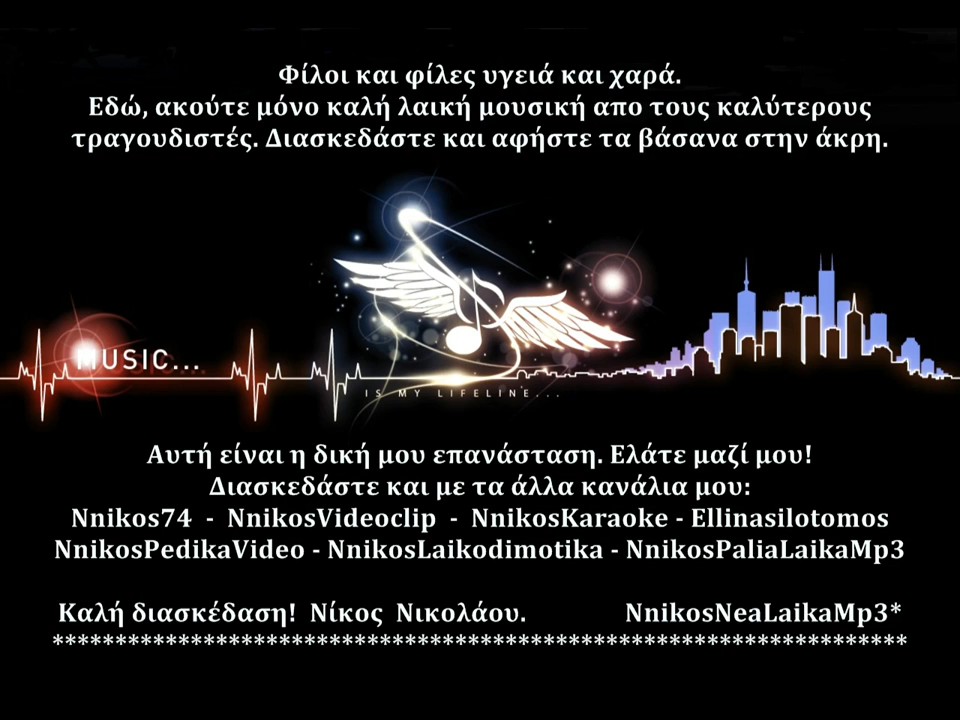 Φίλοι και φίλες υγειά και χαρά.
Εδώ, ακούτε μόνο καλή λαική μουσική απο τους καλύτερους
τραγουδιστές. Διασκεδάστε και αφήστε τα βάσανα στην άκρη.
MUSIC...
IS MY LIFELINE...
Αυτή είναι η δική μου επανάσταση. Ελάτε μαζί μου!
Διασκεδάστε και με τα άλλα κανάλια μου:
Nnikos74 - NnikosVideoclip - NnikosKaraoke - Ellinasilotomos
NnikosPedikaVideo - NnikosLaikodimotika - NnikosPaliaLaikaMp3
Καλή διασκέδαση! Νίκος Νικολάου. NnikosNeaLaikaMp3*
********************************************************************